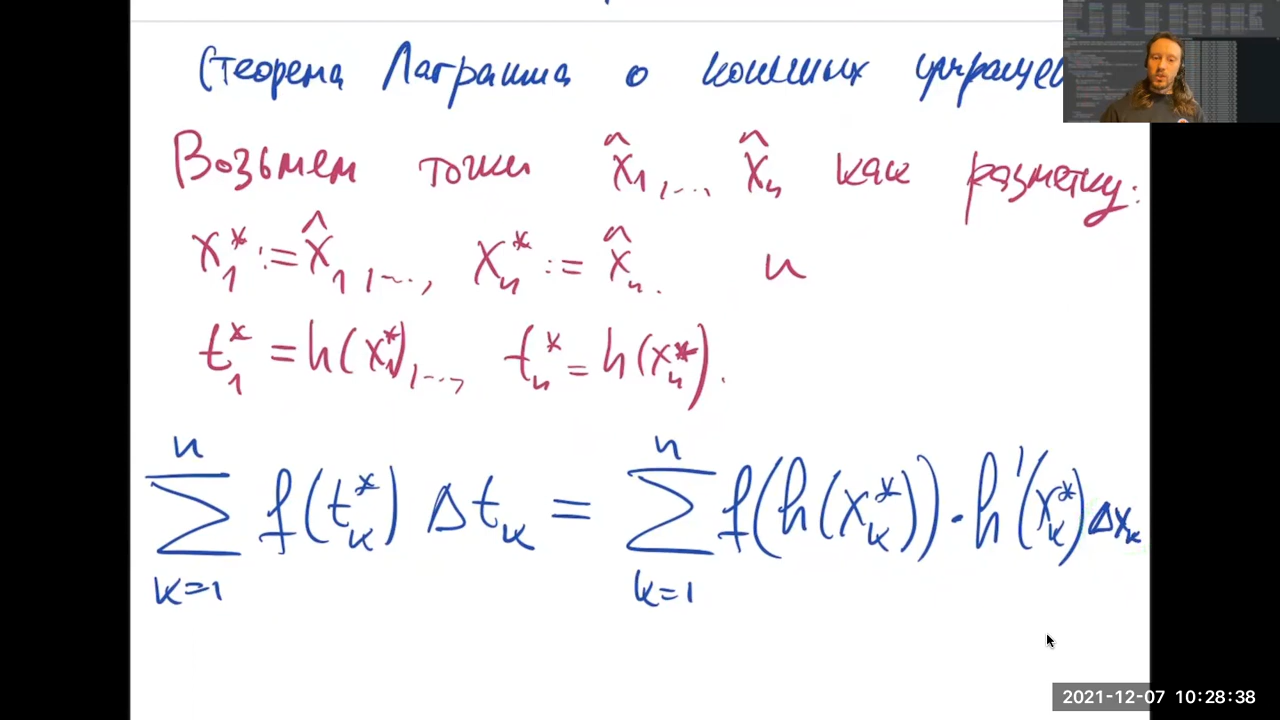 (теорема Лагранжа о конечных
Возьмем точки x̂₁,... x̂ₙ как разметку:
x₁* := x̂₁,..., xₙ* := x̂ₙ. и
t₁* = h(x₁*),..., tₙ* = h(xₙ*).
∑ₖ₌₁ⁿ f(tₖ*) Δtₖ = ∑ₖ₌₁ⁿ f(h(xₖ*))·h'(xₖ*)Δxₖ
2021-12-07 10:28:38